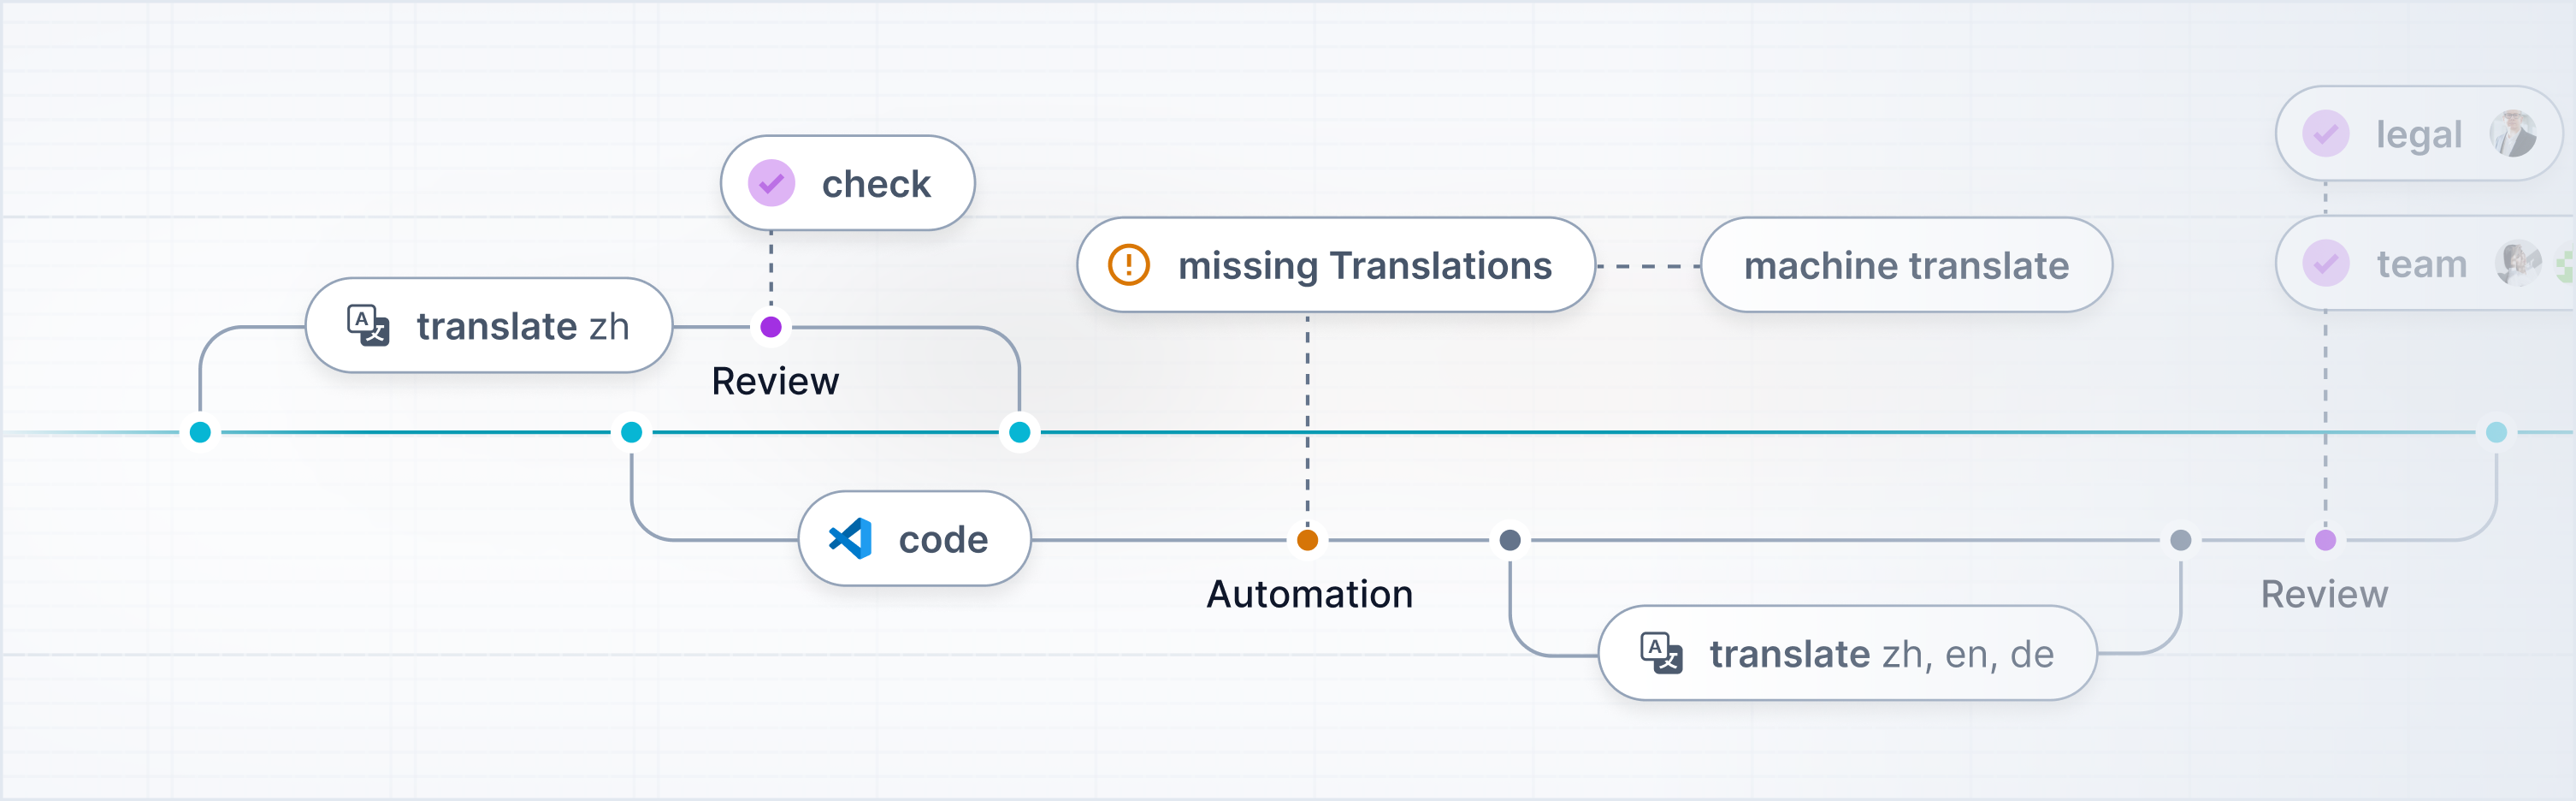 legal
check
team
missing Translations
machine translate
translate zh
Review
code
Automation
Review
translate zh, en, de